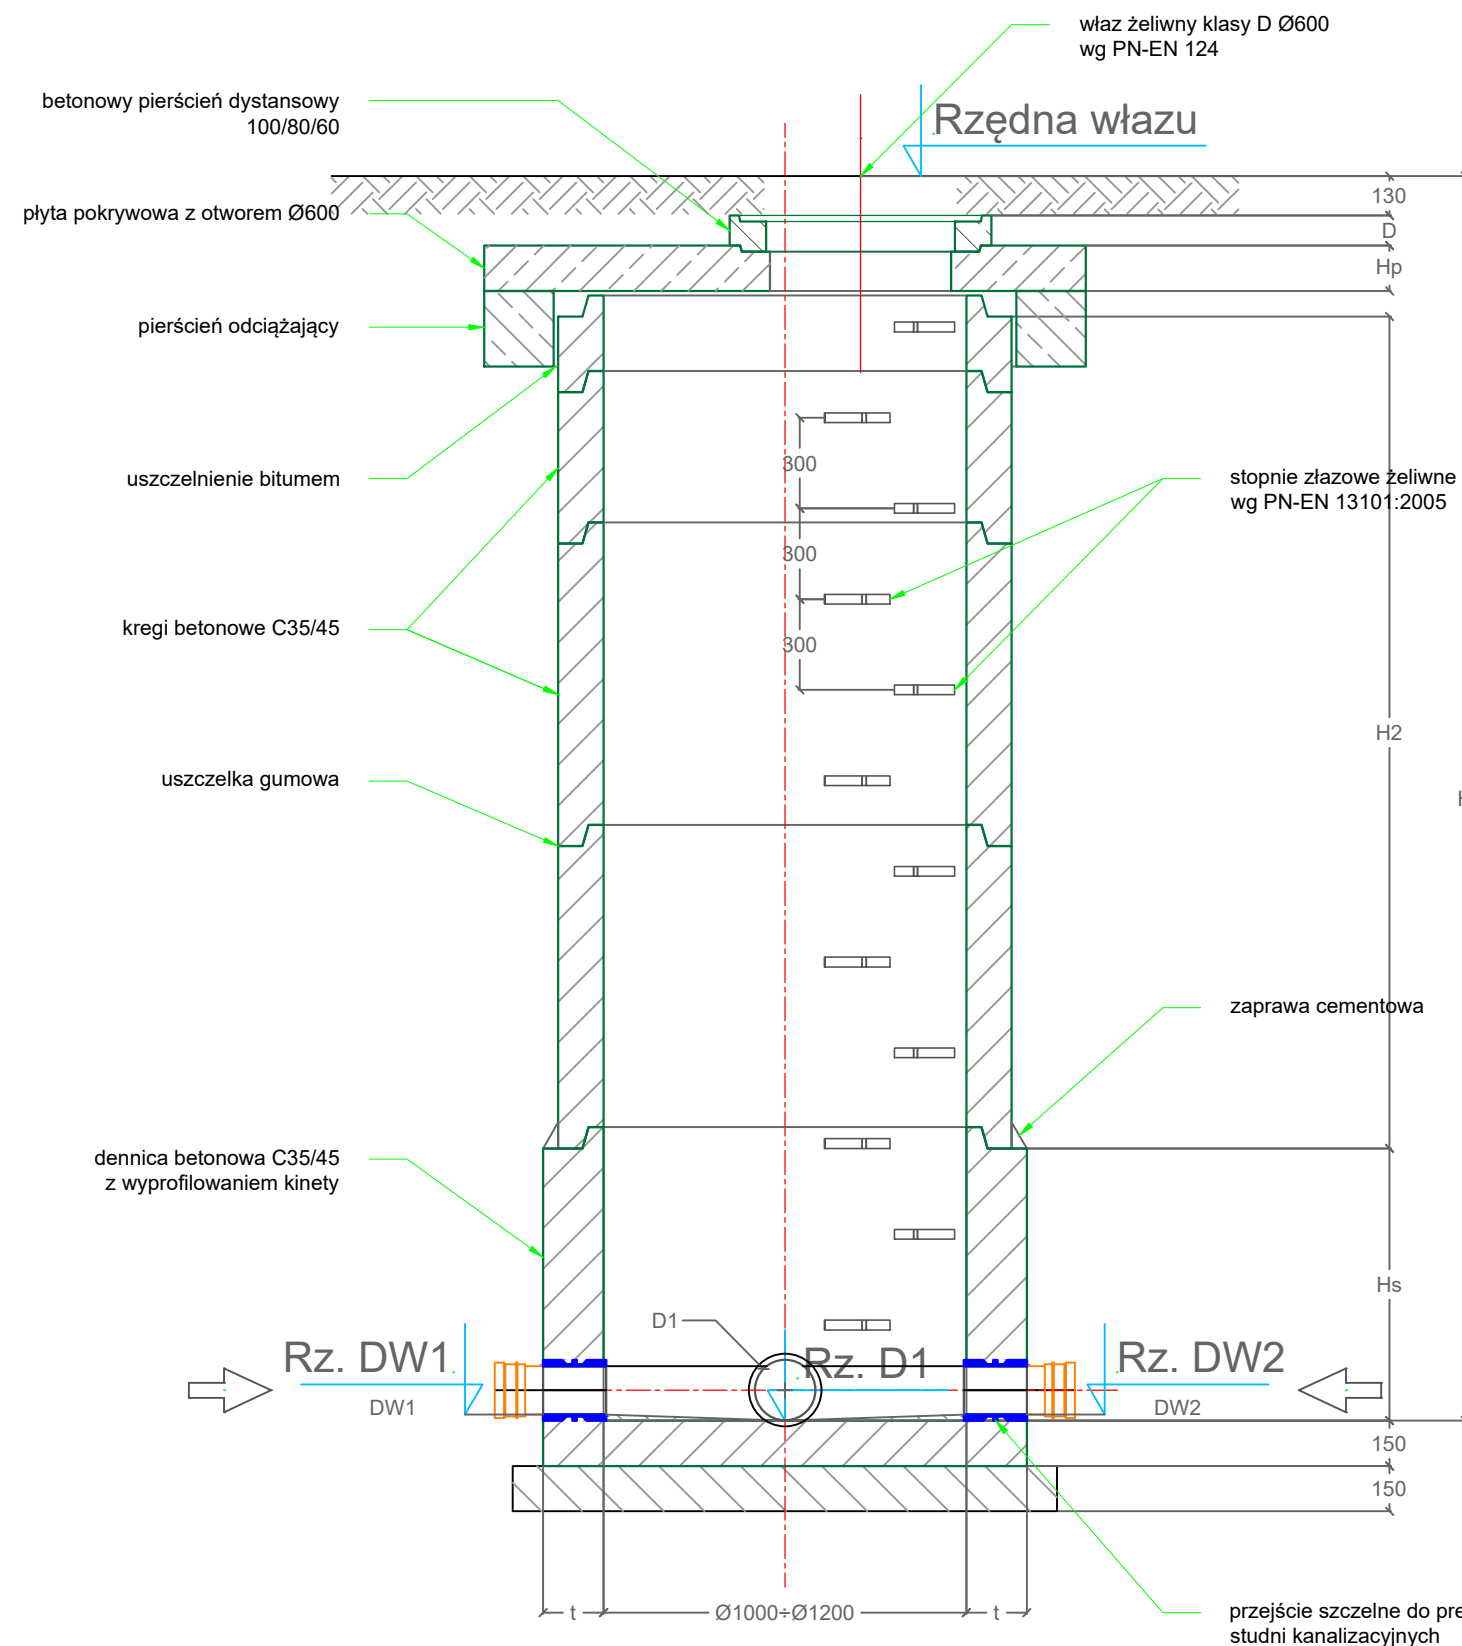 właz żeliwny klasy D Ø600
wg PN-EN 124
betonowy pierścień dystansowy
100/80/60
Rzędna włazu
130
płyta pokrywowa z otworem Ø600
D
Hp
pierścień odciążający
300
uszczelnienie bitumem
stopnie złazowe żeliwne
wg PN-EN 13101:2005
300
kregi betonowe C35/45
300
H2
uszczelka gumowa
zaprawa cementowa
dennica betonowa C35/45
z wyprofilowaniem kinety
Hs
D1
Rz. DW1
Rz. D1
Rz. DW2
DW1
DW2
150
150
t
Ø1000÷Ø1200
t
przejście szczelne do
studni kanalizacyjnych